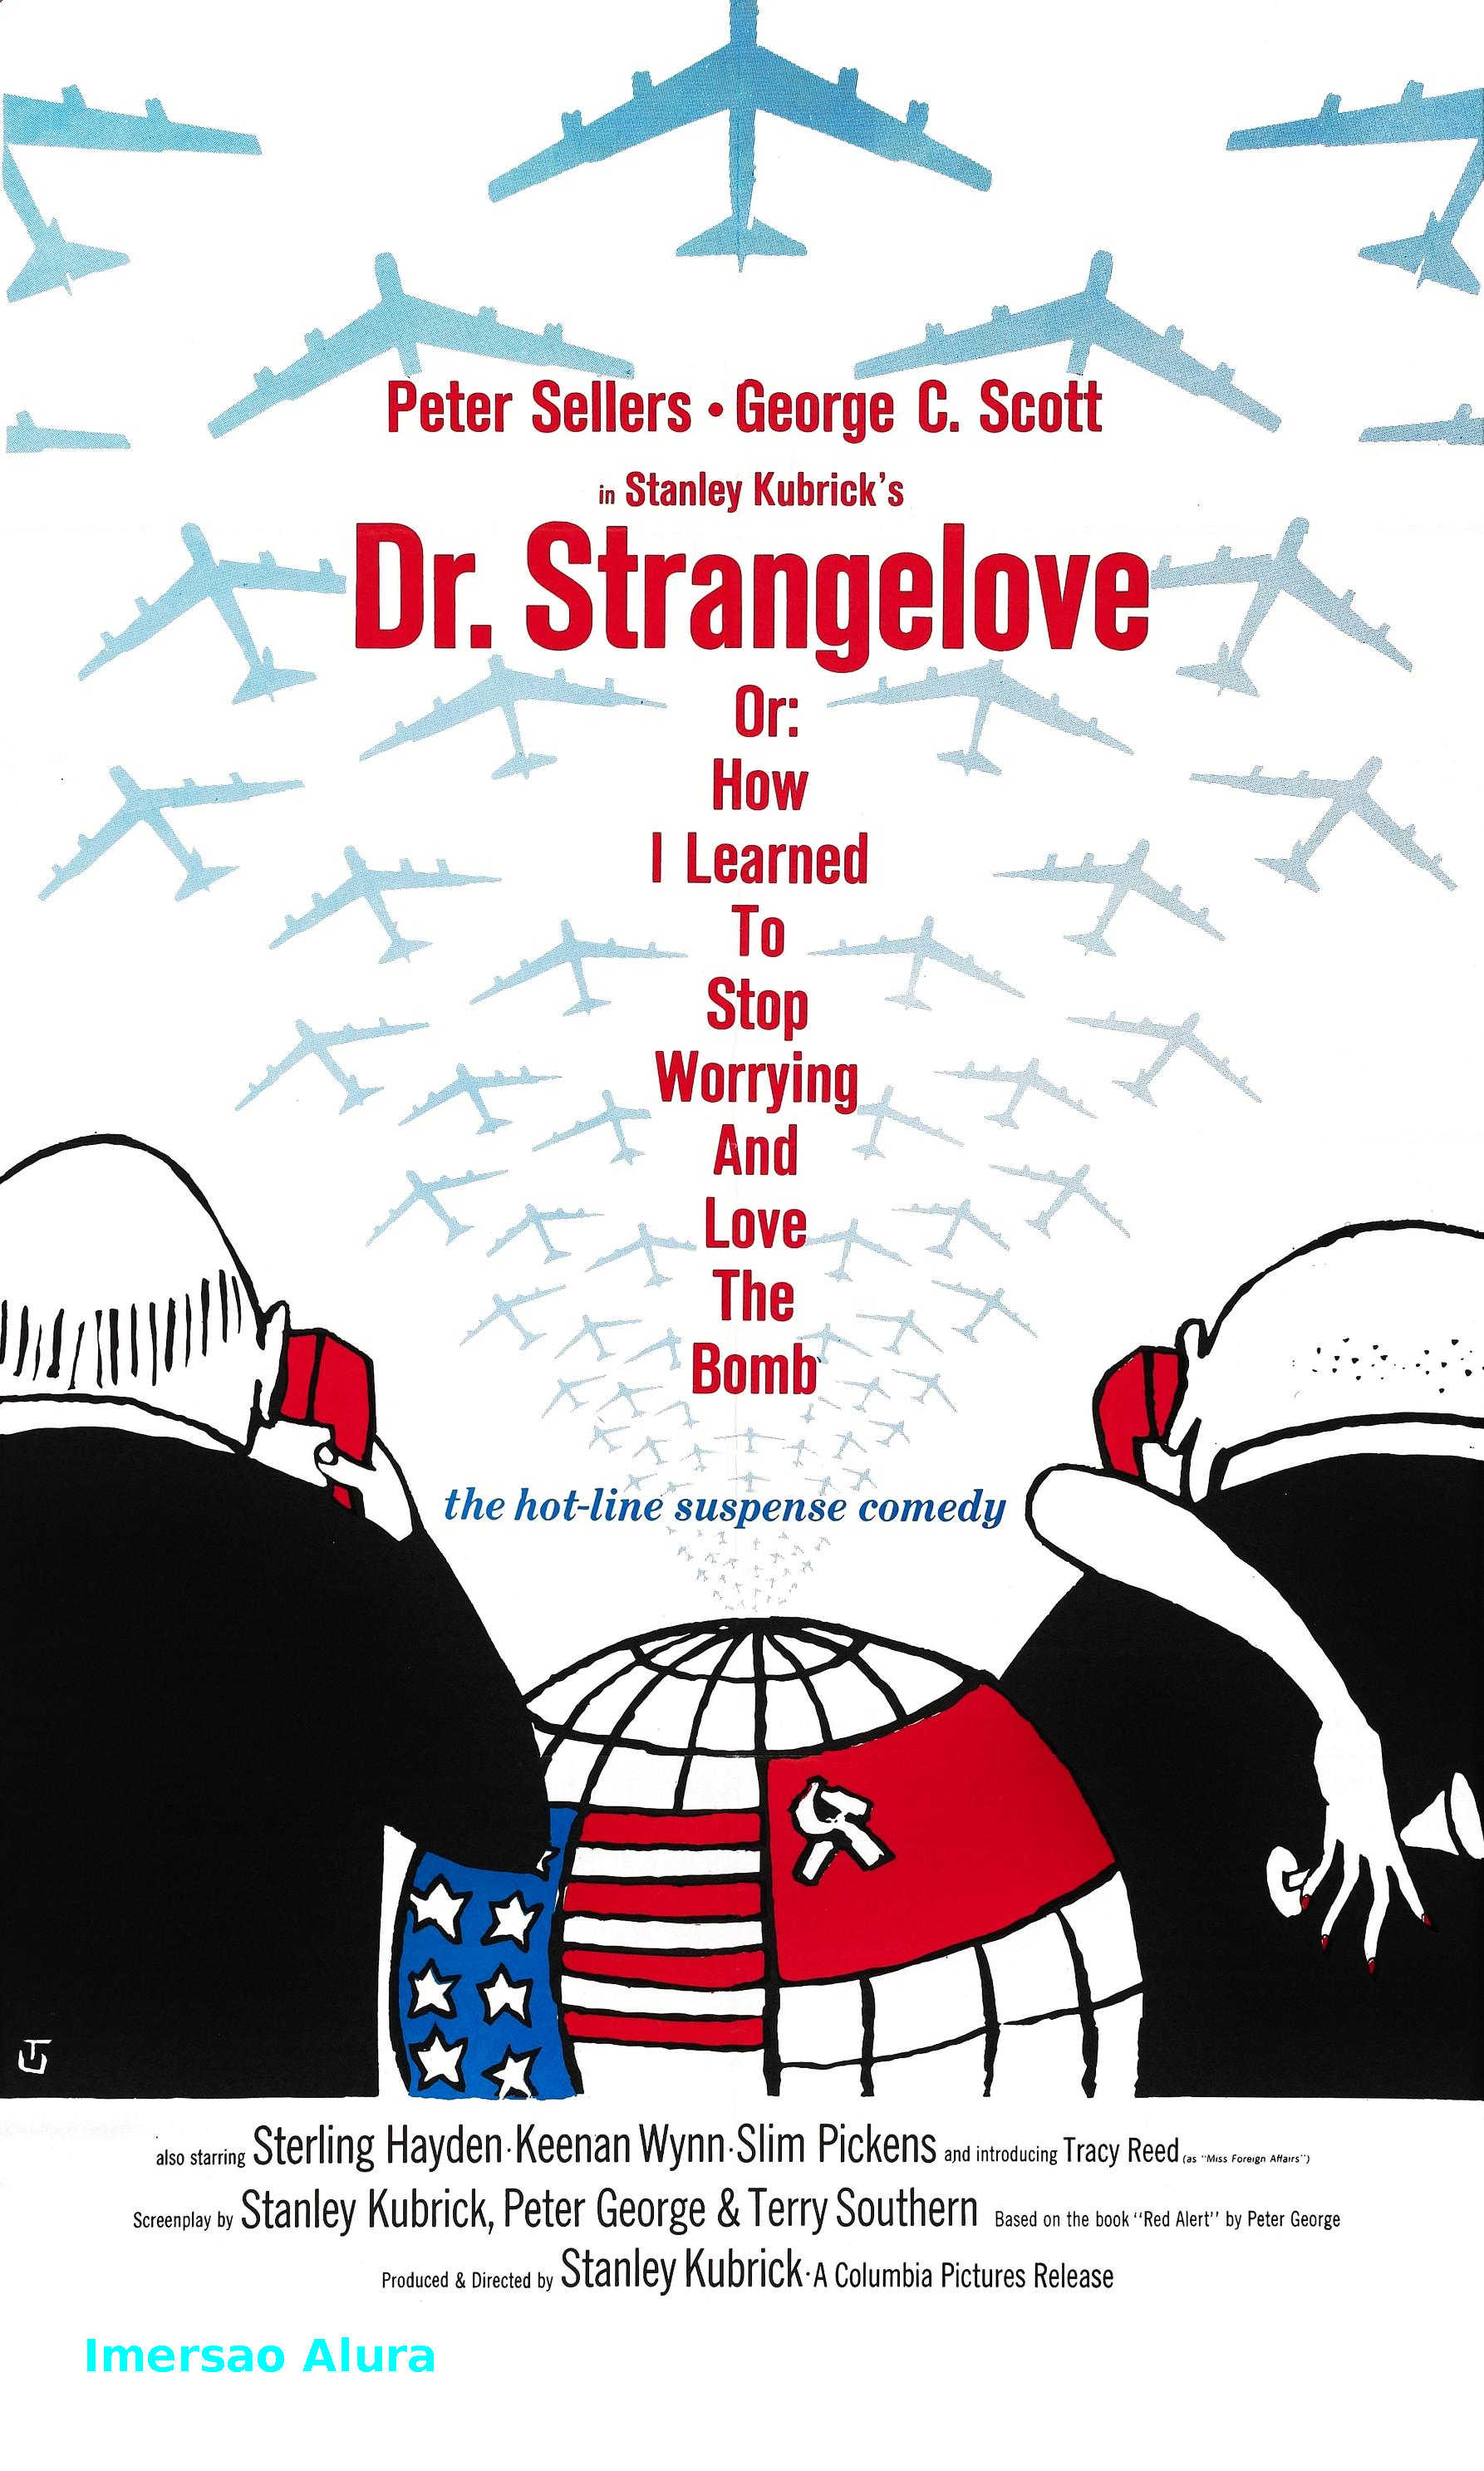 Peter Sellers • George C. Scott
in Stanley Kubrick's
Dr. Strangelove
Or:
How
I Learned
To
Stop
Worrying
And
Love
The
Bomb
the hot-line suspense comedy
also starring Sterling Hayden·Keenan Wynn·Slim Pickens and introducing Tracy Reed (as "Miss Foreign Affairs")
Screenplay by Stanley Kubrick, Peter George & Terry Southern Based on the book "Red Alert" by Peter George
Produced & Directed by Stanley Kubrick·A Columbia Pictures Release
Imersao Alura